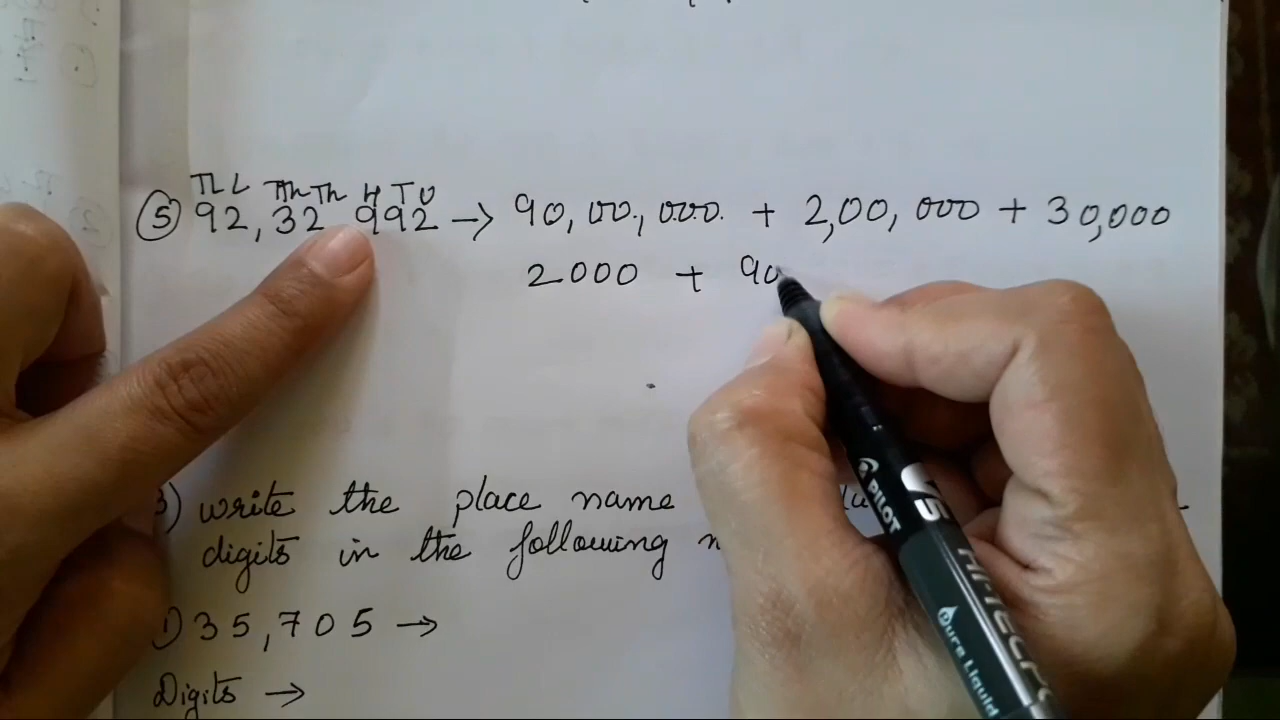 TL L TTh Th H T U
5 92,32 992 → 90,00,000. + 2,00,000 + 30,000
2000 + 90
3) write the place name
digits in the following
1) 35,705 →
Digits →
PILOT V5 HI-TECPO
Pure Liquid